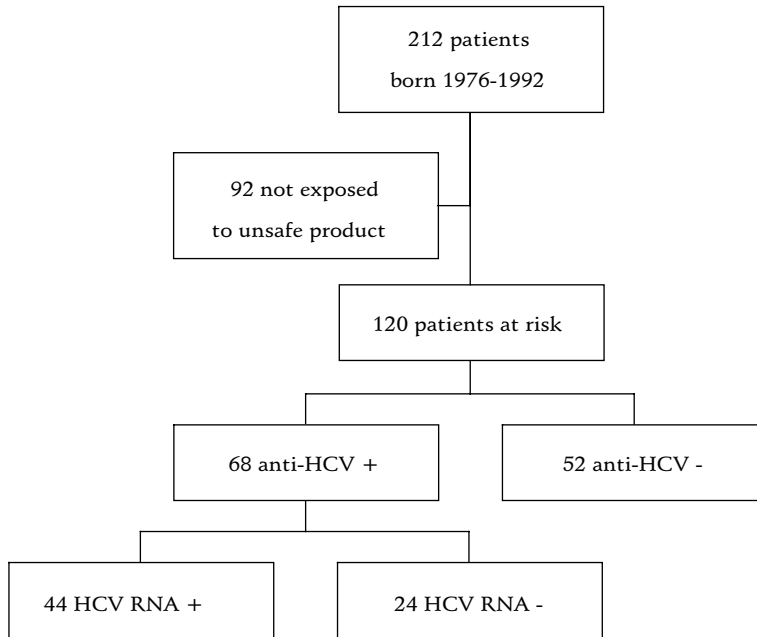 212 patients
born 1976-1992
92 not exposed
to unsafe product
120 patients at risk
68 anti-HCV +
52 anti-HCV -
44 HCV RNA +
24 HCV RNA -